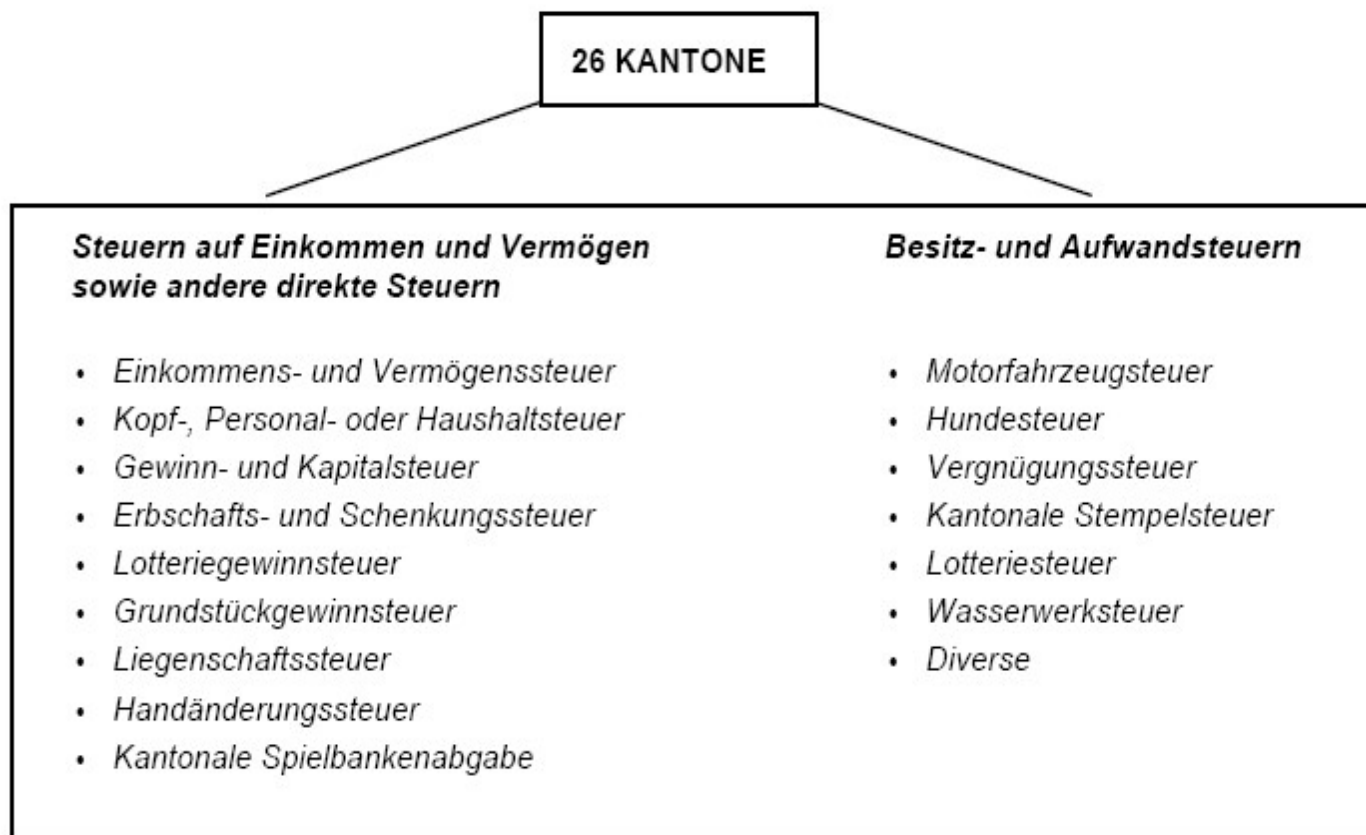 26 KANTONE
Steuern auf Einkommen und Vermögen
sowie andere direkte Steuern
• Einkommens- und Vermögenssteuer
• Kopf-, Personal- oder Haushaltsteuer
• Gewinn- und Kapitalsteuer
• Erbschafts- und Schenkungssteuer
• Lotteriegewinnsteuer
• Grundstückgewinnsteuer
• Liegenschaftssteuer
• Handänderungssteuer
• Kantonale Spielbankenabgabe
Besitz- und Aufwandsteuern
• Motorfahrzeugsteuer
• Hundesteuer
• Vergnügungssteuer
• Kantonale Stempelsteuer
• Lotteriesteuer
• Wasserwerksteuer
• Diverse